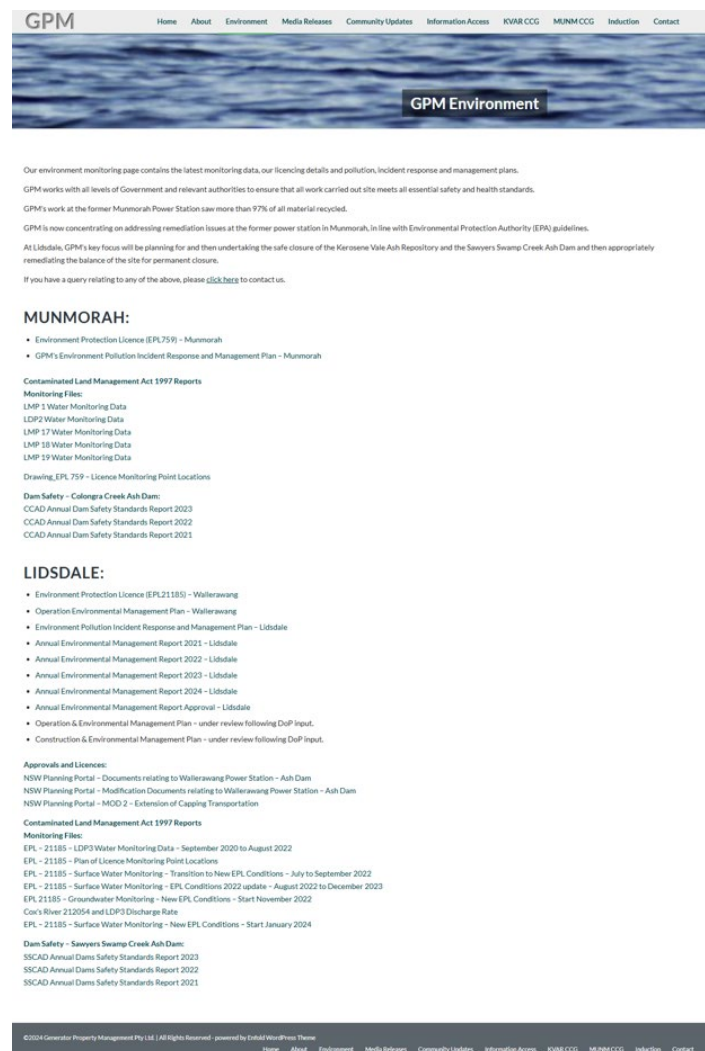 GPM
Home About Environment Media Releases Community Updates Information Access KVAR CCG MUNM CCG Induction Contact
GPM Environment
Our environment monitoring page contains the latest monitoring data, our licencing details and pollution, incident response and management plans.
GPM works with all levels of Government and relevant authorities to ensure that all work carried out site meets all essential safety and health standards.
GPM's work at the former Munmorah Power Station saw more than 97% of all material recycled.
GPM is now concentrating on addressing remediation issues at the former power station in Munmorah, in line with Environmental Protection Authority (EPA) guidelines.
At Lidsdale, GPM's key focus will be planning for and then undertaking the safe closure of the Kerosene Vale Ash Repository and the Sawyers Swamp Creek Ash Dam and then appropriately
remediating the balance of the site for permanent closure.
If you have a query relating to any of the above, please click here to contact us.
MUNMORAH:
• Environment Protection Licence (EPL759) – Munmorah
• GPM's Environment Pollution Incident Response and Management Plan – Munmorah
Contaminated Land Management Act 1997 Reports
Monitoring Files:
LMP 1 Water Monitoring Data
LDP2 Water Monitoring Data
LMP 17 Water Monitoring Data
LMP 18 Water Monitoring Data
LMP 19 Water Monitoring Data
Drawing_EPL 759 – Licence Monitoring Point Locations
Dam Safety – Colongra Creek Ash Dam:
CCAD Annual Dam Safety Standards Report 2023
CCAD Annual Dam Safety Standards Report 2022
CCAD Annual Dam Safety Standards Report 2021
LIDSDALE:
• Environment Protection Licence (EPL21185) – Wallerawang
• Operation Environmental Management Plan – Wallerawang
• Environment Pollution Incident Response and Management Plan – Lidsdale
• Annual Environmental Management Report 2021 – Lidsdale
• Annual Environmental Management Report 2022 – Lidsdale
• Annual Environmental Management Report 2023 – Lidsdale
• Annual Environmental Management Report 2024 – Lidsdale
• Annual Environmental Management Report Approval – Lidsdale
• Operation & Environmental Management Plan – under review following DoP input.
• Construction & Environmental Management Plan – under review following DoP input.
Approvals and Licences:
NSW Planning Portal – Documents relating to Wallerawang Power Station – Ash Dam
NSW Planning Portal – Modification Documents relating to Wallerawang Power Station – Ash Dam
NSW Planning Portal – MOD 2 – Extension of Capping Transportation
Contaminated Land Management Act 1997 Reports
Monitoring Files:
EPL – 21185 – LDP3 Water Monitoring Data – September 2020 to August 2022
EPL – 21185 – Plan of Licence Monitoring Point Locations
EPL – 21185 – Surface Water Monitoring – Transition to New EPL Conditions – July to September 2022
EPL – 21185 – Surface Water Monitoring – EPL Conditions 2022 update – August 2022 to December 2023
EPL 21185 – Groundwater Monitoring – New EPL Conditions – Start November 2022
Cox's River 212054 and LDP3 Discharge Rate
EPL – 21185 – Surface Water Monitoring – New EPL Conditions – Start January 2024
Dam Safety – Sawyers Swamp Creek Ash Dam:
SSCAD Annual Dams Safety Standards Report 2023
SSCAD Annual Dams Safety Standards Report 2022
SSCAD Annual Dams Safety Standards Report 2021
©2024 Generator Property Management Pty Ltd. | All Rights Reserved - powered by Enfold WordPress Theme
Home About Environment Media Releases Community Updates Information Access KVAR CCG MUNM CCG Induction Contact